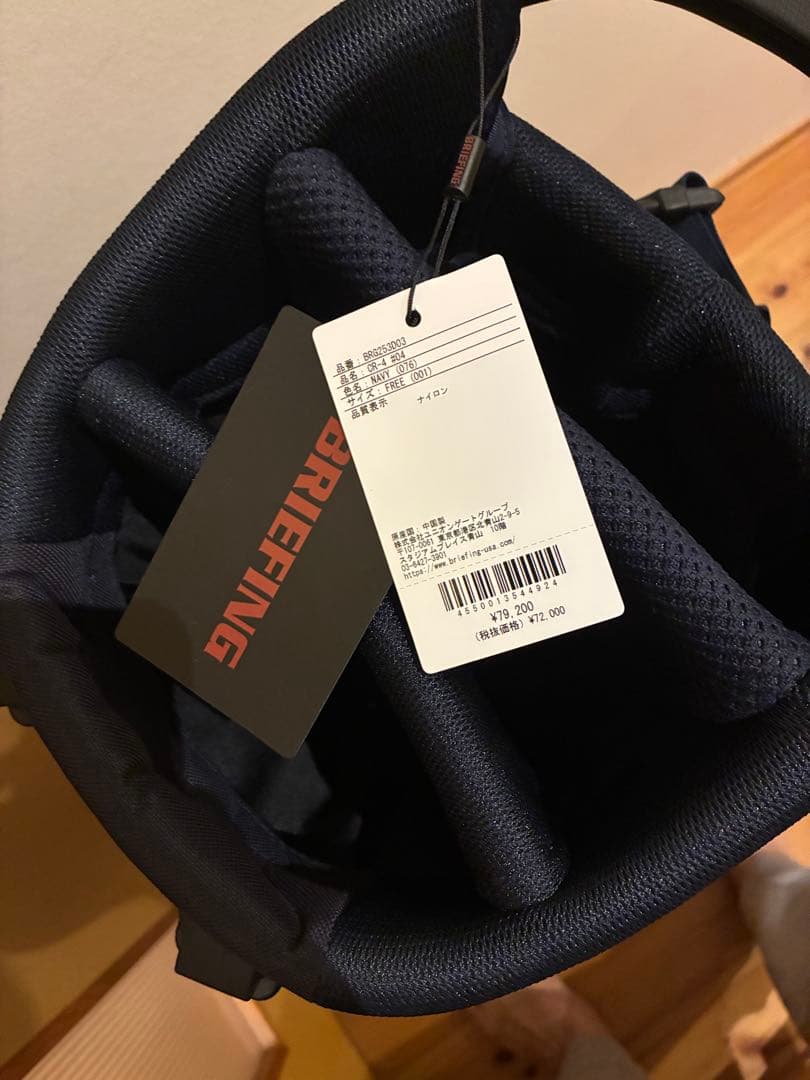 BRIEFING
品番：BRG253D03
品名：CR-4 #04
色名：NAVY (076)
サイズ：FREE (001)
品質表示 ナイロン
原産国：中国製
株式会社ユニオンゲートグループ
〒107-0061 東京都港区北青山2-9-5
スタジアムプレイス青山 10階
03-6427-3901
https://www.briefing-usa.com/
4550013544924
¥79,200
(税抜価格) ¥72,000
BRIEFING